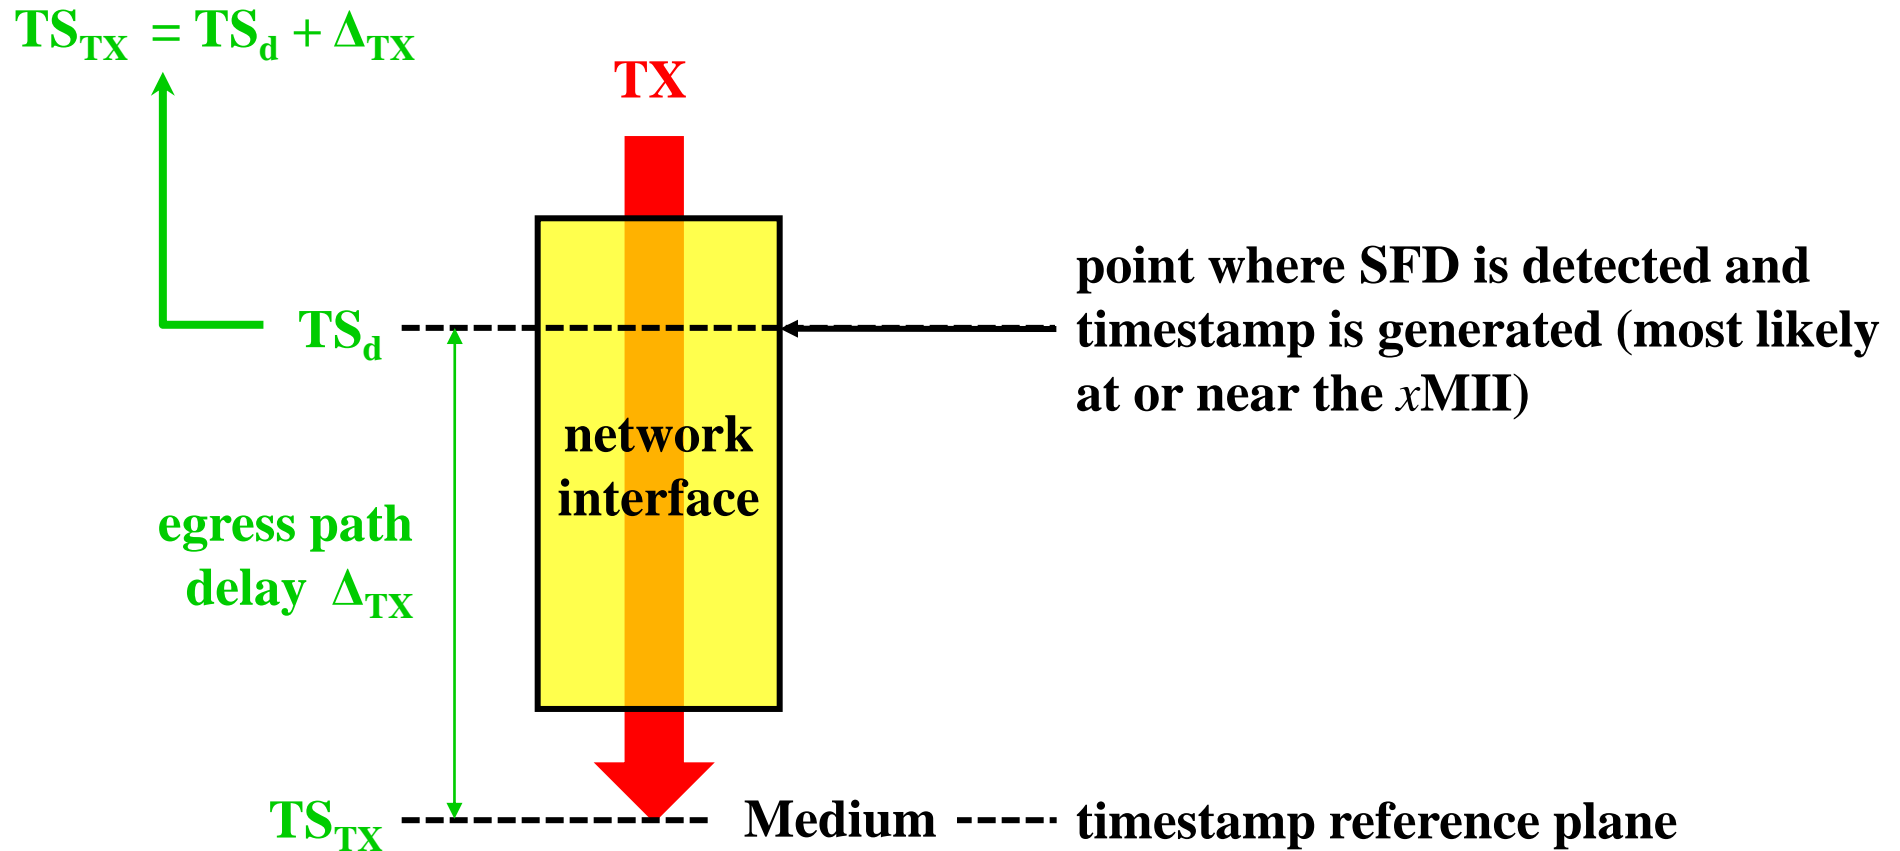 TSTX = TSd + ΔTX
TX
point where SFD is detected and
timestamp is generated (most likely
at or near the xMII)
TSd
network
interface
egress path
delay ΔTX
TSTX
Medium
timestamp reference plane